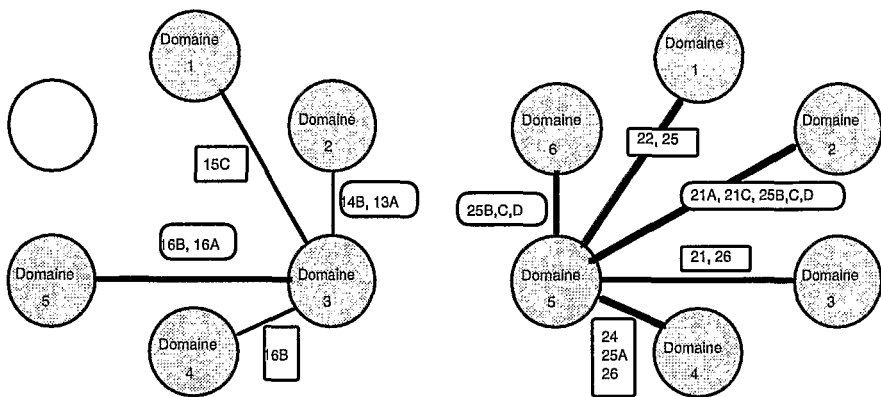 Domaine
1
Domaine
2
15C
14B, 13A
16B, 16A
Domaine
5
Domaine
3
Domaine
4
16B
Domaine
1
Domaine
6
Domaine
2
22, 25
21A, 21C, 25B,C,D
25B,C,D
21, 26
Domaine
5
Domaine
3
24
25A
26
Domaine
4